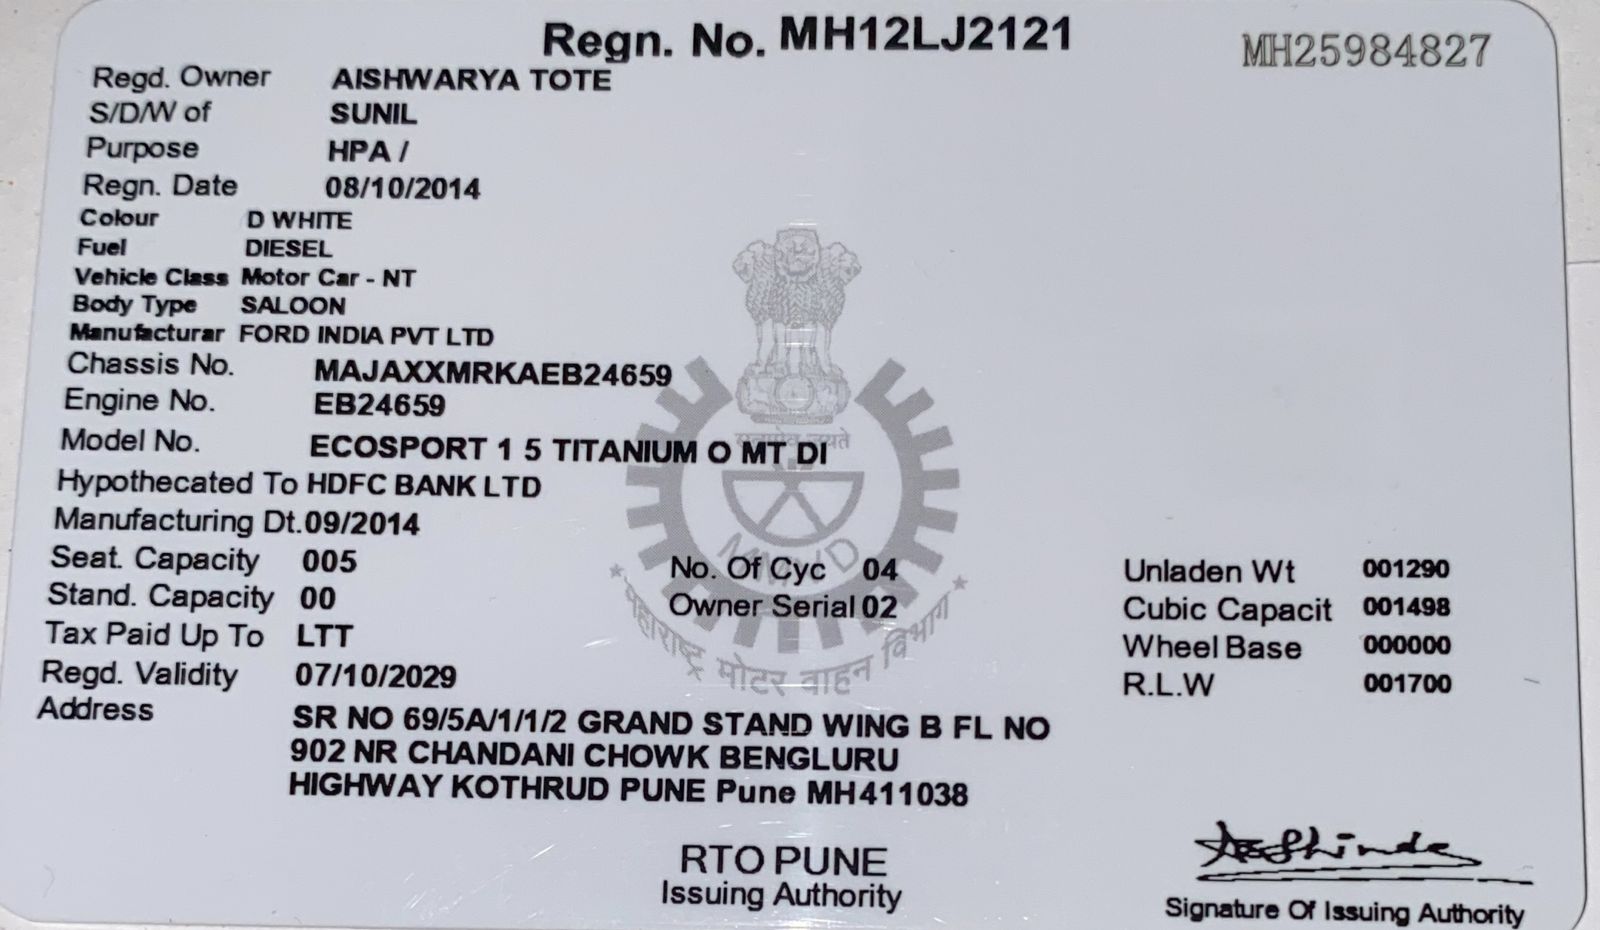 Regn. No. MH12LJ2121
MH25984827
Regd. Owner AISHWARYA TOTE
S/D/W of SUNIL
Purpose HPA /
Regn. Date 08/10/2014
Colour D WHITE
Fuel DIESEL
Vehicle Class Motor Car - NT
Body Type SALOON
Manufacturar FORD INDIA PVT LTD
Chassis No. MAJAXXMRKAEB24659
Engine No. EB24659
Model No. ECOSPORT 1 5 TITANIUM O MT DI
सत्यमेव जयते
Hypothecated To HDFC BANK LTD
Manufacturing Dt.09/2014
MMVD
Seat. Capacity 005 No. Of Cyc 04 Unladen Wt 001290
Stand. Capacity 00 Owner Serial 02 Cubic Capacit 001498
Tax Paid Up To LTT Wheel Base 000000
Regd. Validity 07/10/2029 R.L.W 001700
महाराष्ट्र मोटर वाहन विभाग
Address SR NO 69/5A/1/1/2 GRAND STAND WING B FL NO
902 NR CHANDANI CHOWK BENGLURU
HIGHWAY KOTHRUD PUNE Pune MH411038
RTO PUNE
Issuing Authority
AsShinde
Signature Of Issuing Authority